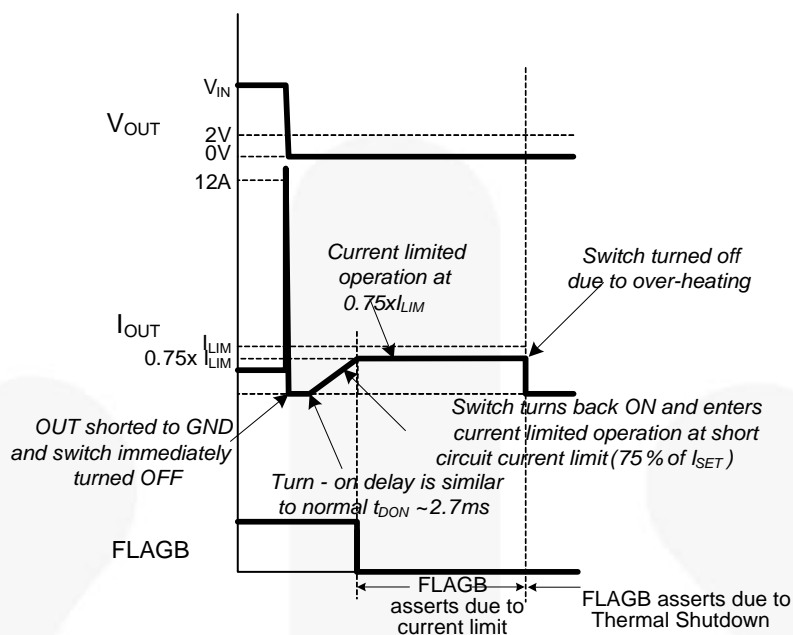 VIN
VOUT
2V
0V
12A
Current limited
operation at
0.75xILIM
Switch turned off
due to over-heating
IOUT
ILIM
0.75x ILIM
OUT shorted to GND
and switch immediately
turned OFF
Switch turns back ON and enters
current limited operation at short
circuit current limit (75% of ISET)
Turn - on delay is similar
to normal tDON ~2.7ms
FLAGB
FLAGB
asserts due to
current limit
FLAGB asserts due to
Thermal Shutdown